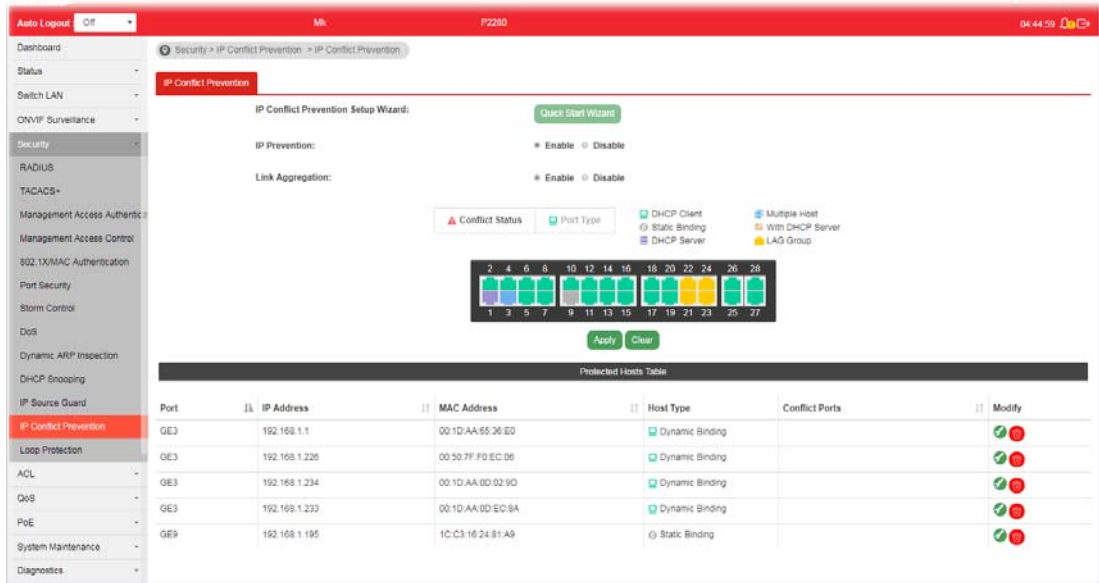 Auto Logout : Off
Mk
P2280
04:44:59
Dashboard
Status
Switch LAN
ONVIF Surveillance
Security
RADIUS
TACACS+
Management Access Authentic
Management Access Control
802.1X/MAC Authentication
Port Security
Storm Control
DoS
Dynamic ARP Inspection
DHCP Snooping
IP Source Guard
IP Conflict Prevention
Loop Protection
ACL
QoS
PoE
System Maintenance
Diagnostics
Security > IP Conflict Prevention > IP Conflict Prevention
IP Conflict Prevention
IP Conflict Prevention Setup Wizard: Quick Start Wizard
IP Prevention: Enable Disable
Link Aggregation: Enable Disable
Conflict Status Port Type
DHCP Client Multiple Host
Static Binding With DHCP Server
DHCP Server LAG Group
2 4 6 8 10 12 14 16 18 20 22 24 26 28
1 3 5 7 9 11 13 15 17 19 21 23 25 27
Apply Clear
Protected Hosts Table
Port IP Address MAC Address Host Type Conflict Ports Modify
GE3 192.168.1.1 00:1D:AA:65:36:E0 Dynamic Binding
GE3 192.168.1.226 00:50:7F:F0:EC:06 Dynamic Binding
GE3 192.168.1.234 00:1D:AA:0D:02:9D Dynamic Binding
GE3 192.168.1.233 00:1D:AA:0D:EC:8A Dynamic Binding
GE9 192.168.1.195 1C:C3:16:24:81:A9 Static Binding